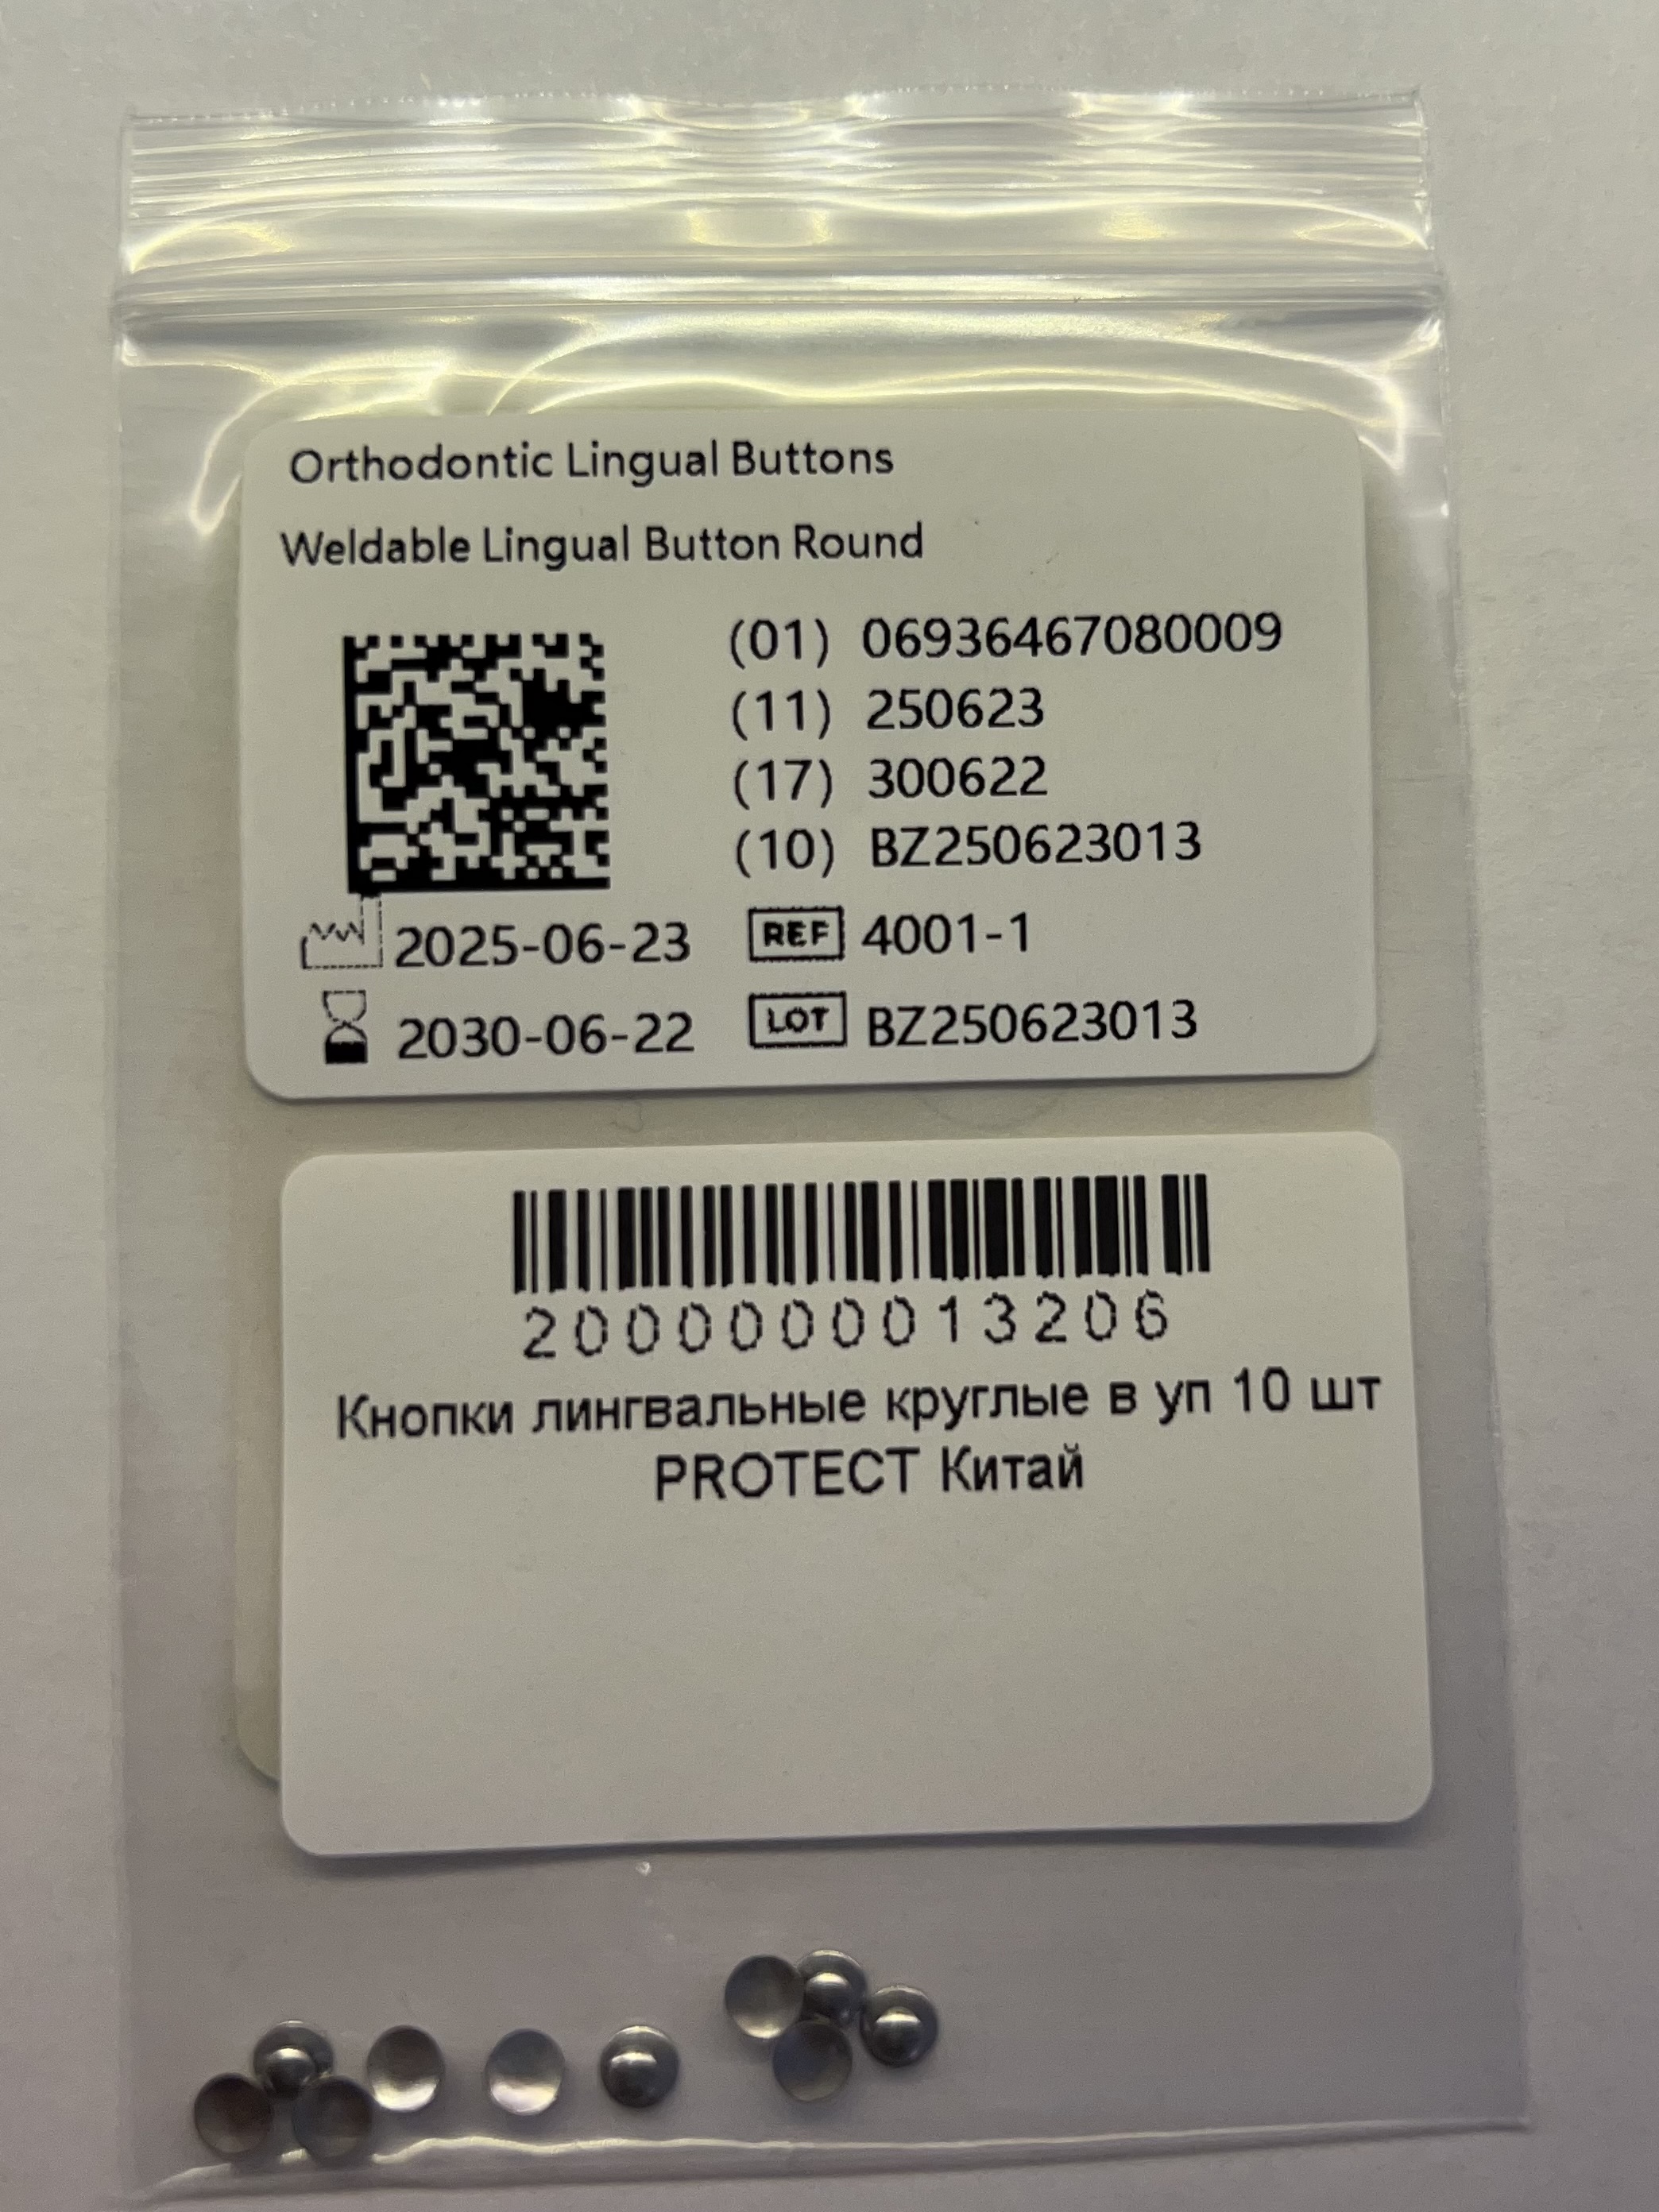 Orthodontic Lingual Buttons
Weldable Lingual Button Round
(01) 06936467080009
(11) 250623
(17) 300622
(10) BZ250623013
2025-06-23 REF 4001-1
2030-06-22 LOT BZ250623013
2000000013206
Кнопки лингвальные круглые в уп 10 шт
PROTECT Китай